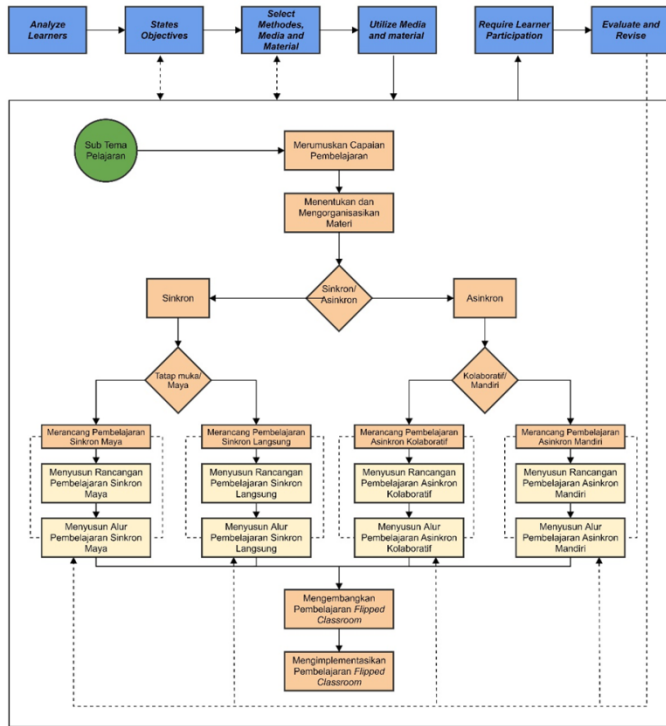 Analyze
Learners
States
Objectives
Select
Methodes,
Media and
Material
Utilize Media
and material
Require Learner
Participation
Evaluate and
Revise
Sub Tema
Pelajaran
Merumuskan Capaian
Pembelajaran
Menentukan dan
Mengorganisasikan
Materi
Sinkron
Sinkron/
Asinkron
Asinkron
Tatap muka/
Maya
Kolaboratif/
Mandiri
Merancang Pembelajaran
Sinkron Maya
Merancang Pembelajaran
Sinkron Langsung
Merancang Pembelajaran
Asinkron Kolaboratif
Merancang Pembelajaran
Asinkron Mandiri
Menyusun Rancangan
Pembelajaran Sinkron
Maya
Menyusun Rancangan
Pembelajaran Sinkron
Langsung
Menyusun Rancangan
Pembelajaran Asinkron
Kolaboratif
Menyusun Rancangan
Pembelajaran Asinkron
Mandiri
Menyusun Alur
Pembelajaran Sinkron
Maya
Menyusun Alur
Pembelajaran Sinkron
Langsung
Menyusun Alur
Pembelajaran Asinkron
Kolaboratif
Menyusun Alur
Pembelajaran Asinkron
Mandiri
Mengembangkan
Pembelajaran Flipped
Classroom
Mengimplementasikan
Pembelajaran Flipped
Classroom